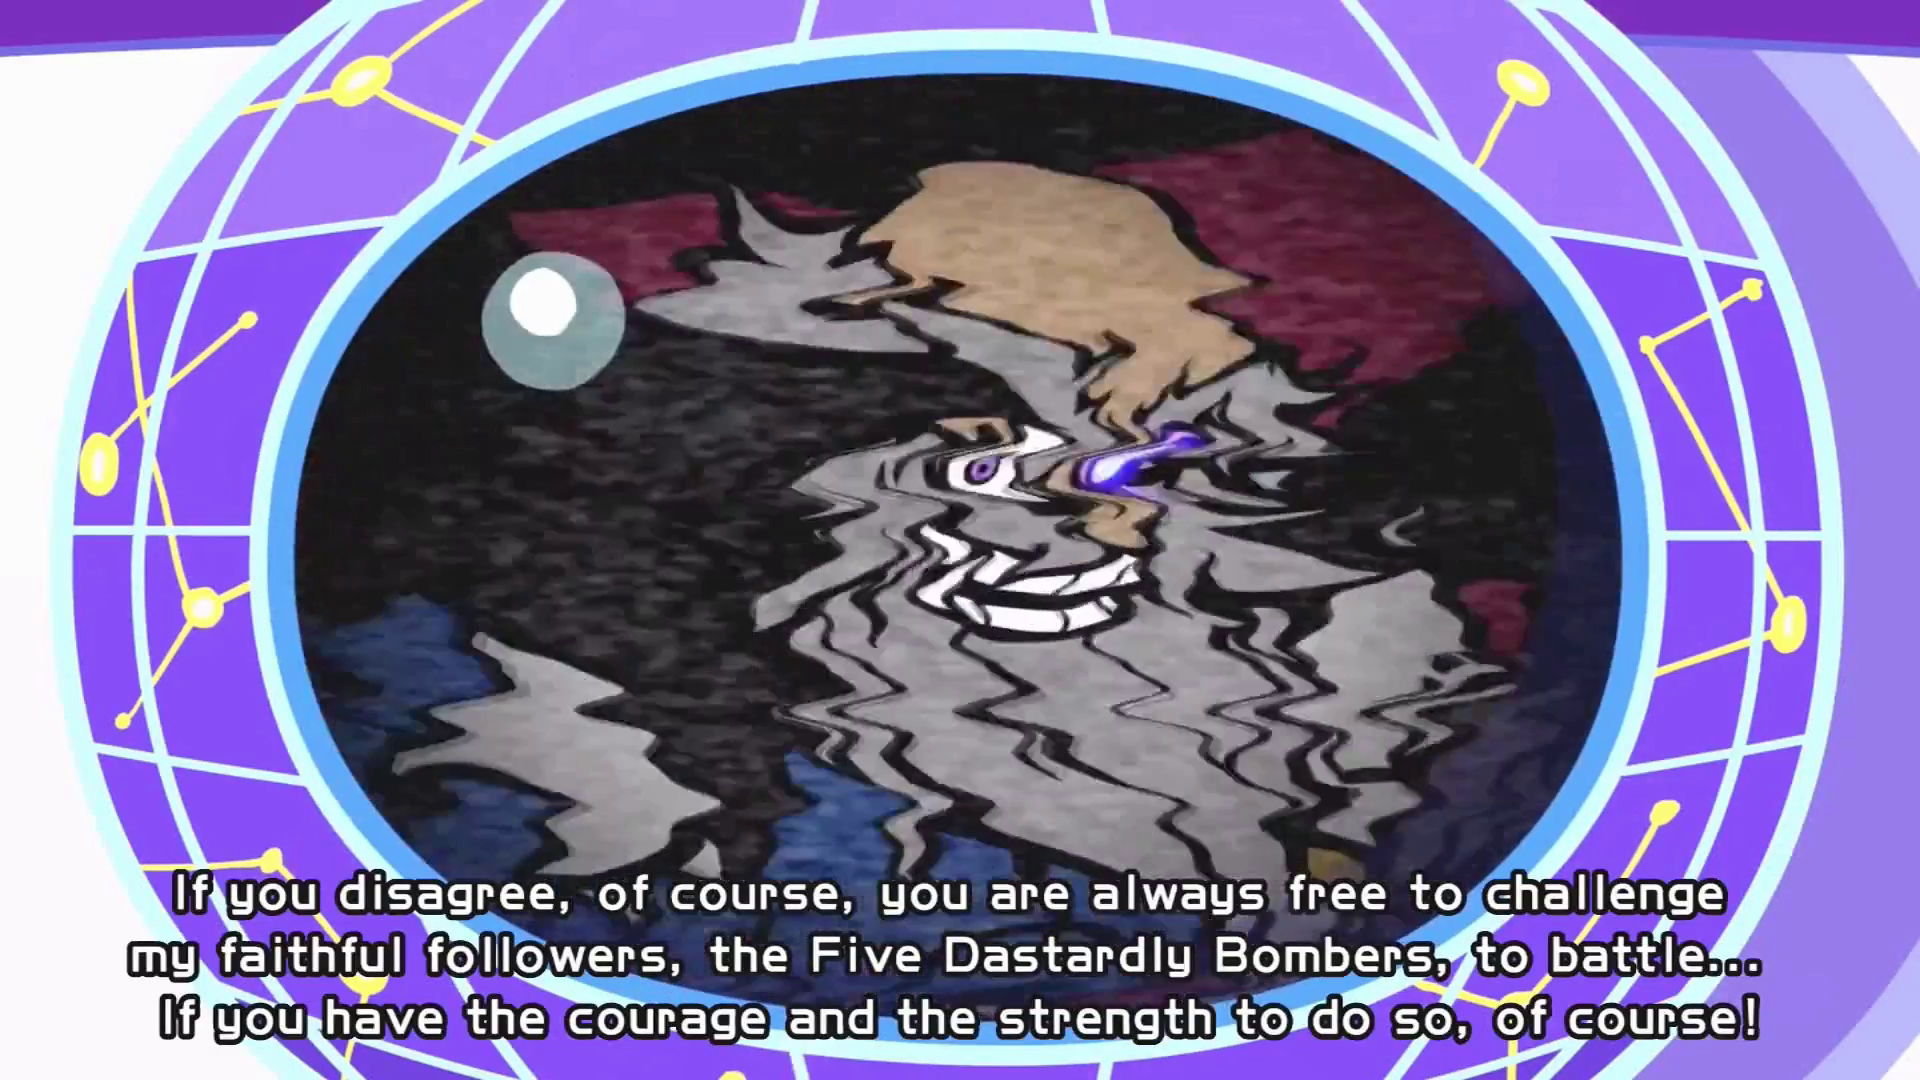 If you disagree, of course, you are always free to challenge
my faithful followers, the Five Dastardly Bombers, to battle...
If you have the courage and the strength to do so, of course!